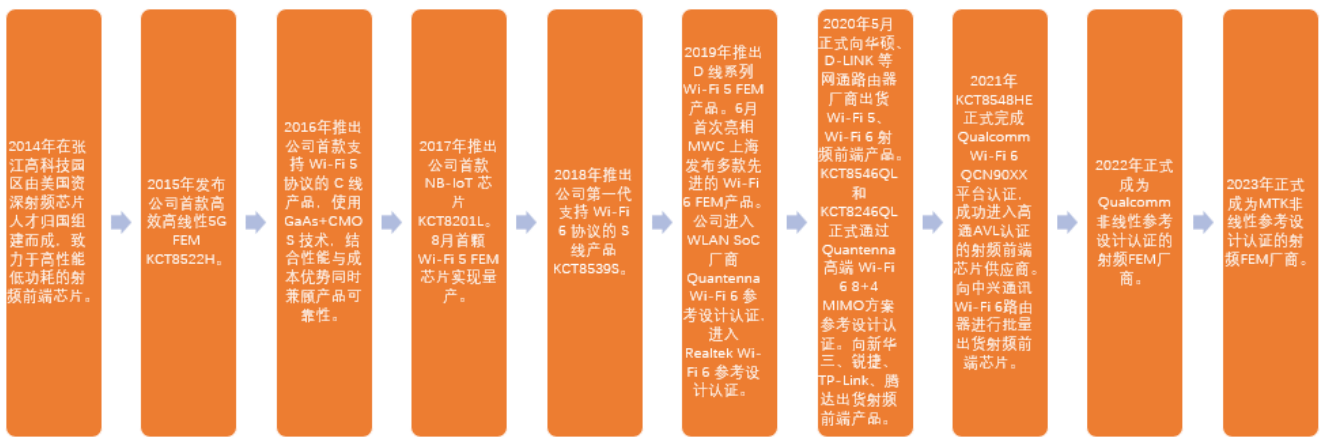 2014年在张
江高科技园
区由美国资
深射频芯片
人才归国组
建而成，致
力于高性能
低功耗的射
频前端芯片。
2015年发布
公司首款高
效高线性5G
FEM
KCT8522H。
2016年推出
公司首款支
持 Wi-Fi 5
协议的 C 线
产品，使用
GaAs+CMO
S 技术，结
合性能与成
本优势同时
兼顾产品可
靠性。
2017年推出
公司首款
NB-IoT 芯
片
KCT8201L。
8月首颗
Wi-Fi 5 FEM
芯片实现量
产。
2018年推出
公司第一代
支持 Wi-Fi
6 协议的 S
线产品
KCT8539S。
2019年推出
D 线系列
Wi-Fi 5 FEM
产品。6月
首次亮相
MWC 上海
发布多款先
进的 Wi-Fi
6 FEM产品。
公司进入
WLAN SoC
厂商
Quantenna
Wi-Fi 6 参
考设计认证，
进入
Realtek Wi-
Fi 6 参考设
计认证。
2020年5月
正式向华硕、
D-LINK 等
网通路由器
厂商出货
Wi-Fi 5、
Wi-Fi 6 射
频前端产品。
KCT8546QL
和
KCT8246QL
正式通过
Quantenna
高端 Wi-Fi
6 8+4
MIMO方案
参考设计认
证。向新华
三、锐捷、
TP-Link、腾
达出货射频
前端产品。
2021年
KCT8548HE
正式完成
Qualcomm
Wi-Fi 6
QCN90XX
平台认证，
成功进入高
通AVL认证
的射频前端
芯片供应商。
向中兴通讯
Wi-Fi 6路由
器进行批量
出货射频前
端芯片。
2022年正式
成为
Qualcomm
非线性参考
设计认证的
射频FEM厂
商。
2023年正式
成为MTK非
线性参考设
计认证的射
频FEM厂商。